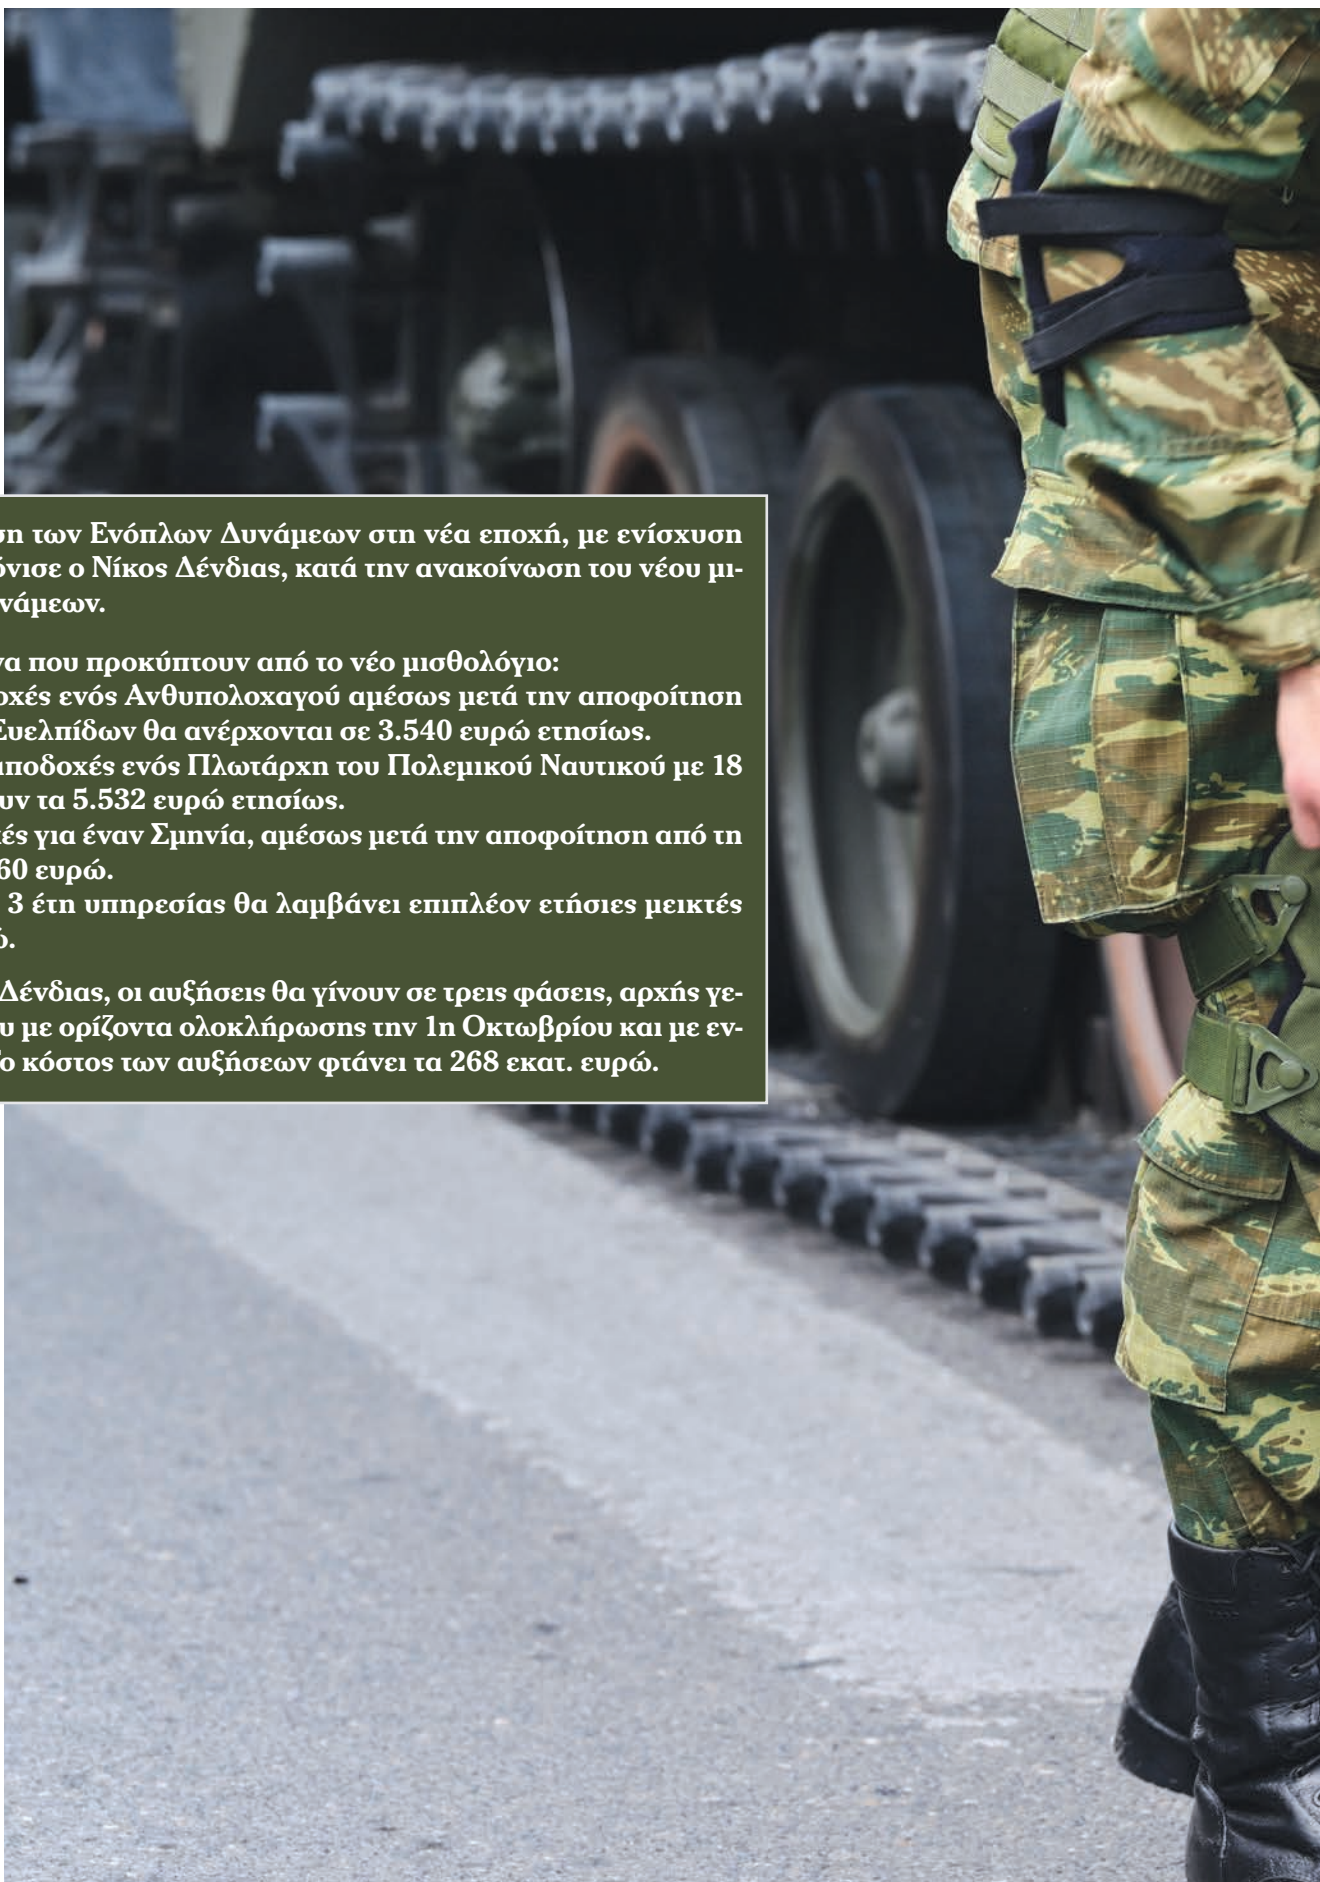 ση των Ενόπλων Δυνάμεων στη νέα εποχή, με ενίσχυση
όνισε ο Νίκος Δένδιας, κατά την ανακοίνωση του νέου μι-
νάμεων.
να που προκύπτουν από το νέο μισθολόγιο:
οχές ενός Ανθυπολοχαγού αμέσως μετά την αποφοίτηση
Ευελπίδων θα ανέρχονται σε 3.540 ευρώ ετησίως.
αποδοχές ενός Πλωτάρχη του Πολεμικού Ναυτικού με 18
ουν τα 5.532 ευρώ ετησίως.
κές για έναν Σμηνία, αμέσως μετά την αποφοίτηση από τη
60 ευρώ.
3 έτη υπηρεσίας θα λαμβάνει επιπλέον ετήσιες μεικτές
ώ.
Δένδιας, οι αυξήσεις θα γίνουν σε τρεις φάσεις, αρχής γε-
υ με ορίζοντα ολοκλήρωσης την 1η Οκτωβρίου και με εν-
Το κόστος των αυξήσεων φτάνει τα 268 εκατ. ευρώ.